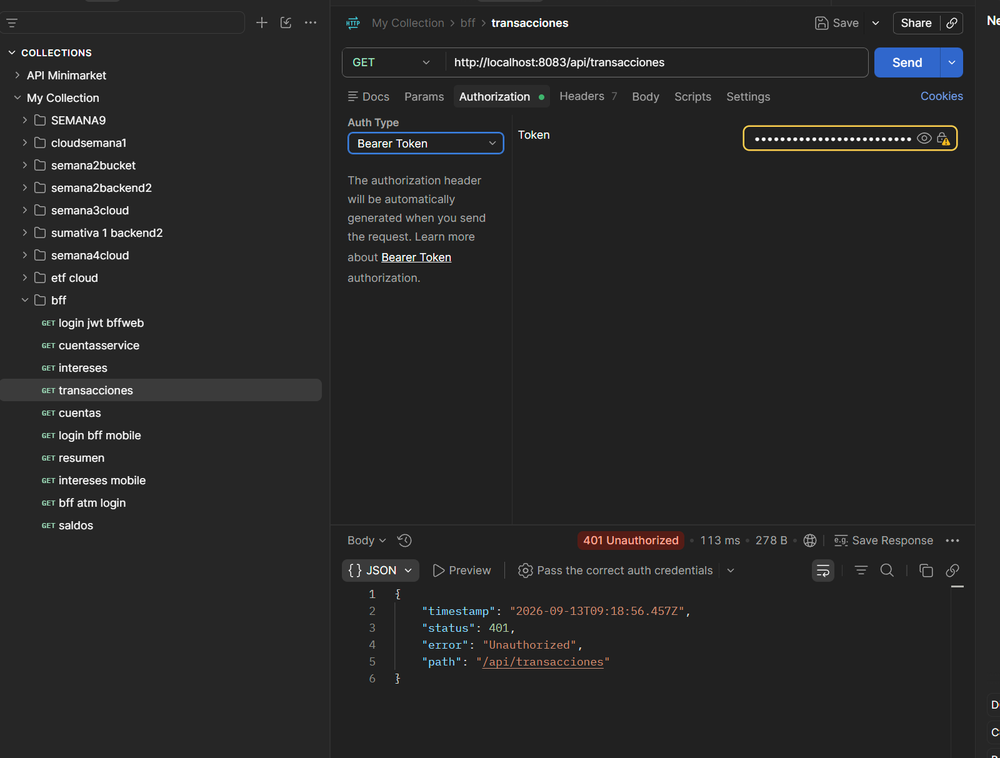 COLLECTIONS
API Minimarket
My Collection
SEMANA9
cloudsemana1
semana2bucket
semana2backend2
semana3cloud
sumativa 1 backend2
semana4cloud
etf cloud
bff
GET login jwt bffweb
GET cuentasservice
GET intereses
GET transacciones
GET cuentas
GET login bff mobile
GET resumen
GET intereses mobile
GET bff atm login
GET saldos
HTTP My Collection > bff > transacciones
Save
Share
GET http://localhost:8083/api/transacciones
Send
Docs Params Authorization Headers 7 Body Scripts Settings Cookies
Auth Type
Bearer Token
The authorization header
will be automatically
generated when you send
the request. Learn more
about Bearer Token
authorization.
Token
Body 401 Unauthorized • 113 ms • 278 B • e.g. Save Response
{} JSON Preview Pass the correct auth credentials
1 {
2 "timestamp": "2026-09-13T09:18:56.457Z",
3 "status": 401,
4 "error": "Unauthorized",
5 "path": "/api/transacciones"
6 }